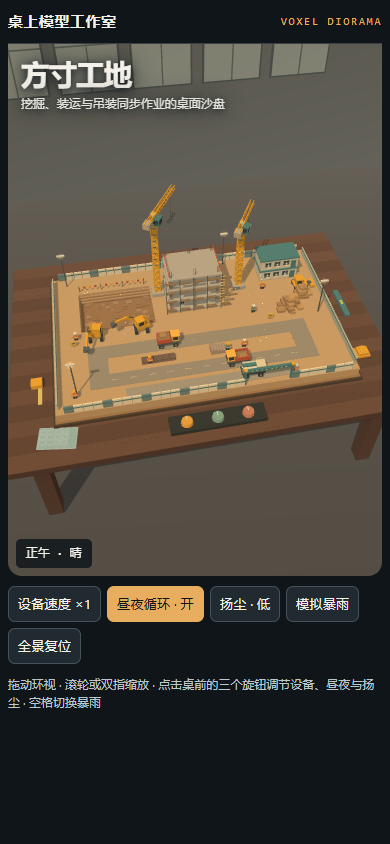 桌上模型工作室
VOXEL DIORAMA
方寸工地
挖掘、装运与吊装同步作业的桌面沙盘
正午 · 晴
设备速度 ×1
昼夜循环 · 开
扬尘 · 低
模拟暴雨
全景复位
拖动环视 · 滚轮或双指缩放 · 点击桌前的三个旋钮调节设备、昼夜与扬
尘 · 空格切换暴雨